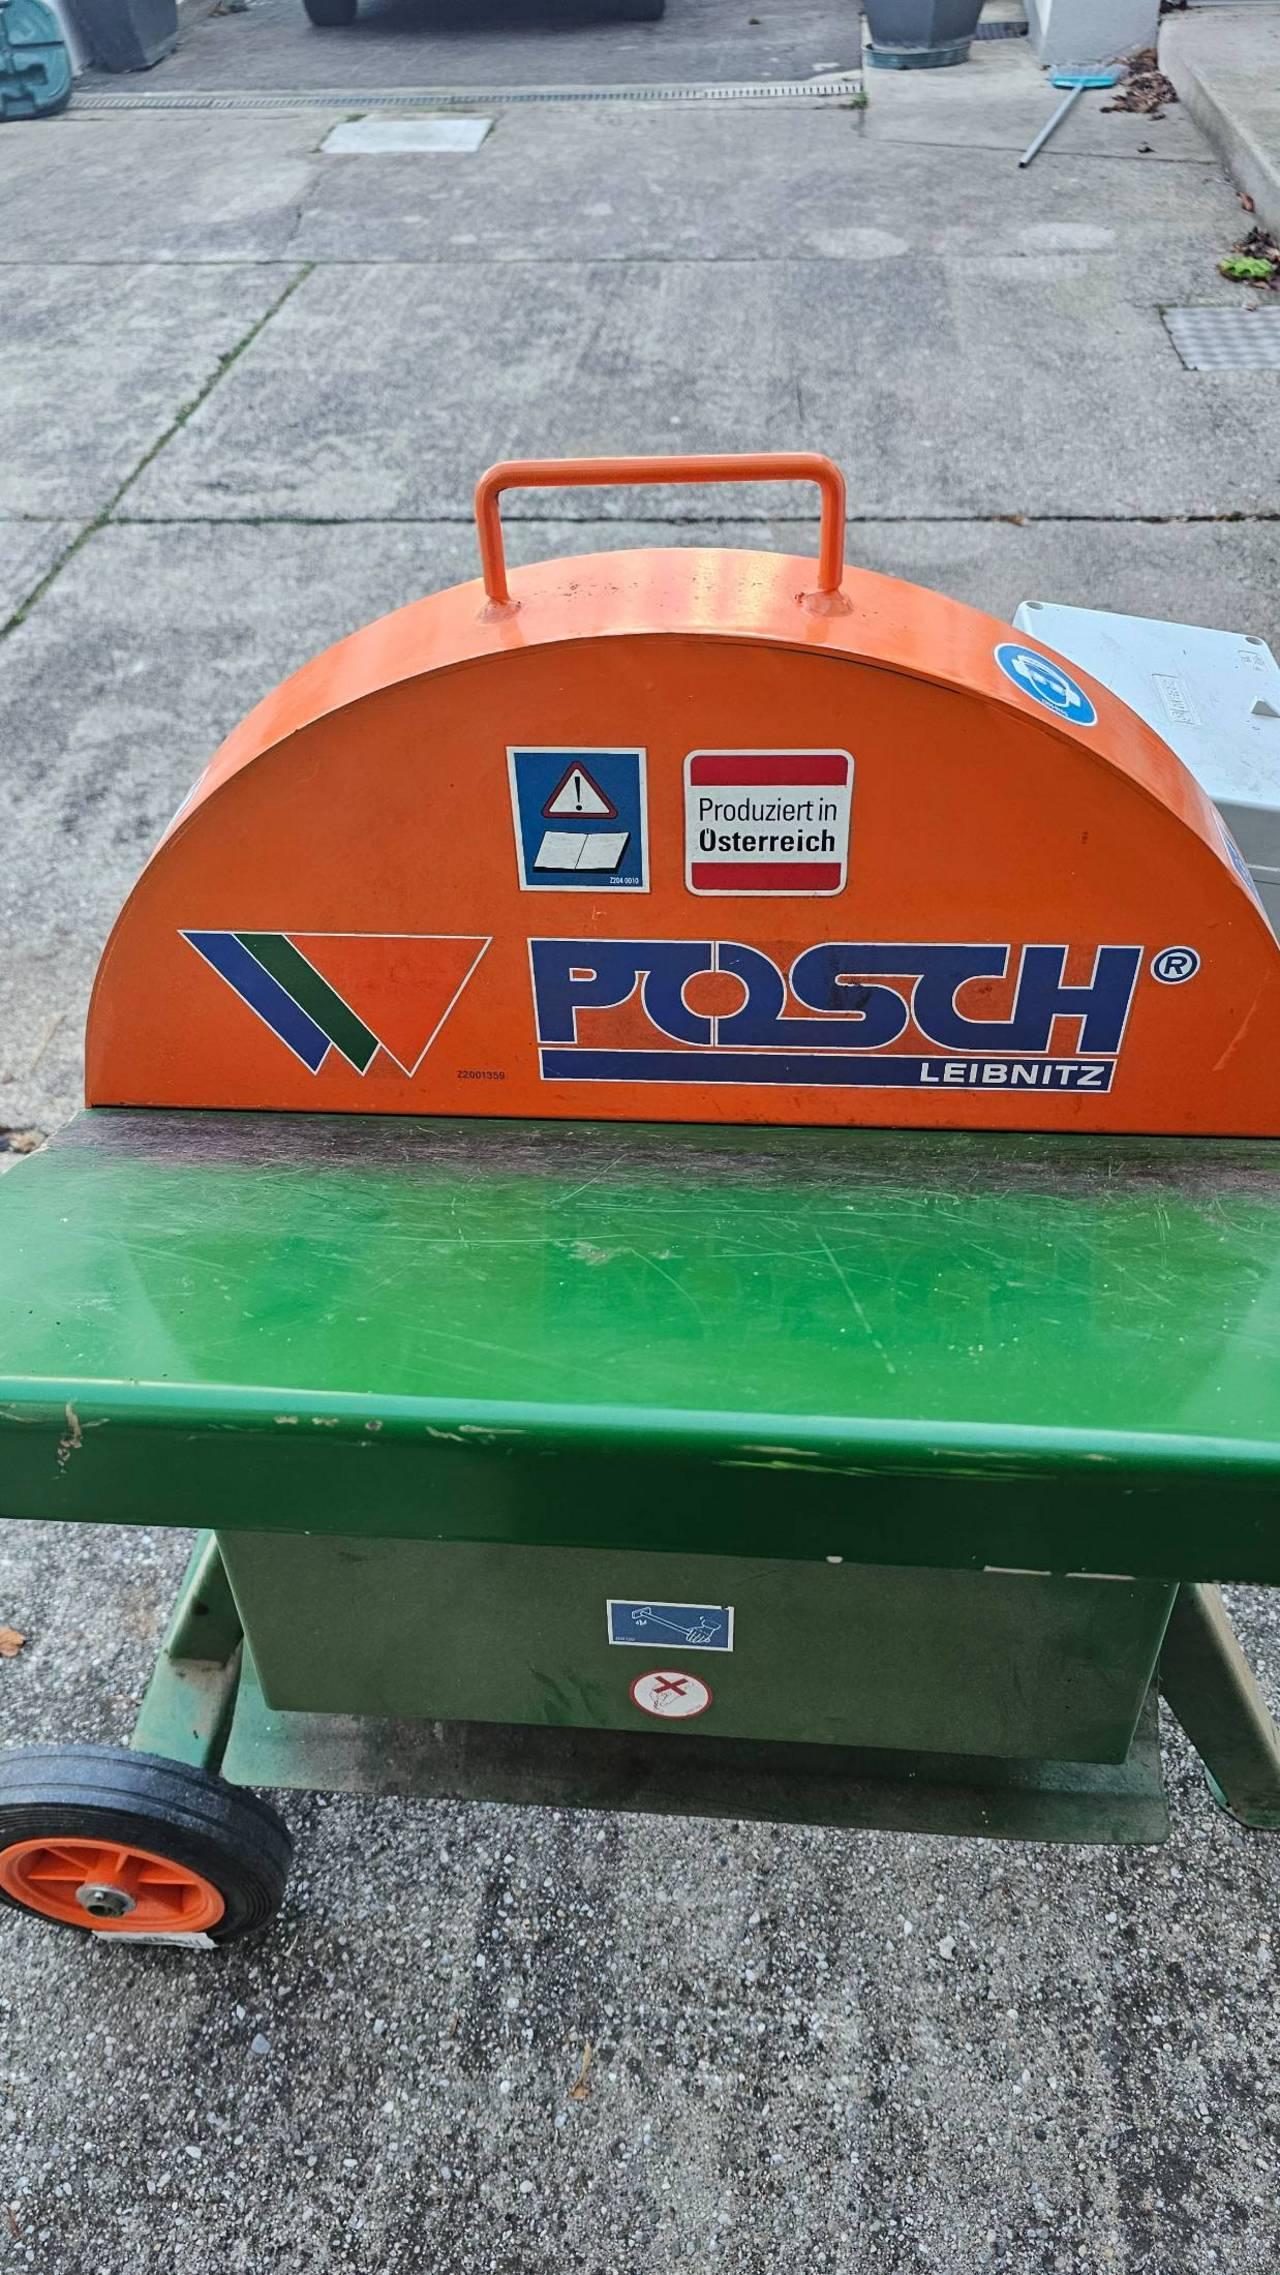 Produziert in
Österreich
Z204 0010
POSCH®
LEIBNITZ
Z2001359